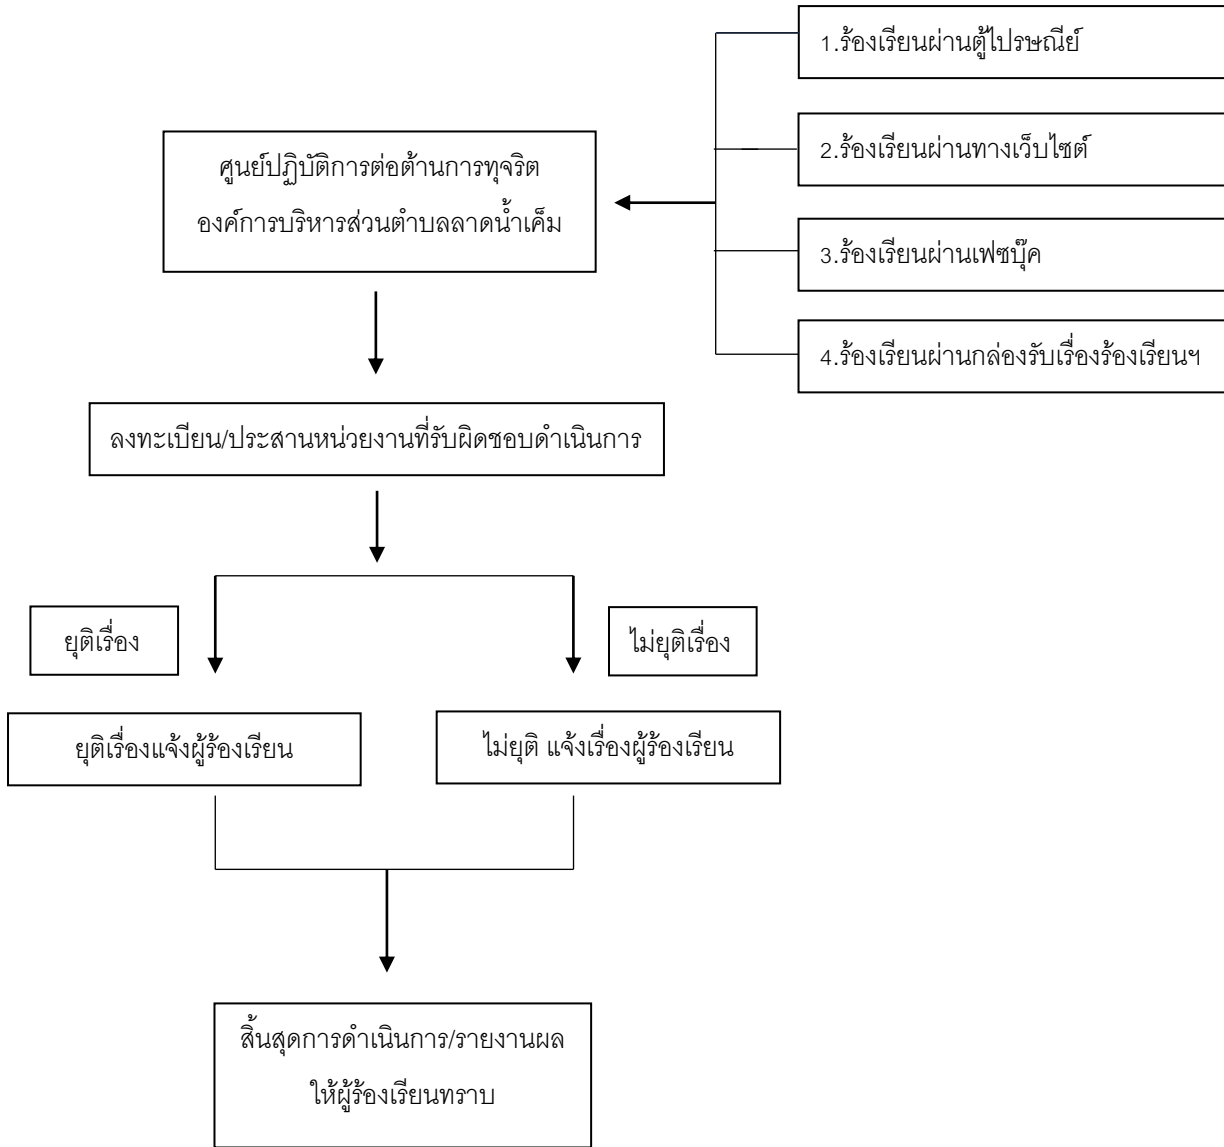 1.ร้องเรียนผ่านตู้ไปรษณีย์
2.ร้องเรียนผ่านทางเว็บไซต์
3.ร้องเรียนผ่านเฟซบุ๊ค
4.ร้องเรียนผ่านกล่องรับเรื่องร้องเรียนฯ
ศูนย์ปฏิบัติการต่อต้านการทุจริต
องค์การบริหารส่วนตำบลลาดน้ำเค็ม
ลงทะเบียน/ประสานหน่วยงานที่รับผิดชอบดำเนินการ
ยุติเรื่อง
ไม่ยุติเรื่อง
ยุติเรื่องแจ้งผู้ร้องเรียน
ไม่ยุติ แจ้งเรื่องผู้ร้องเรียน
สิ้นสุดการดำเนินการ/รายงานผล
ให้ผู้ร้องเรียนทราบ